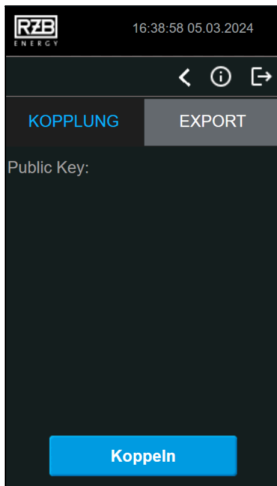 RZB
ENERGY
16:38:58 05.03.2024
KOPPLUNG
EXPORT
Public Key:
Koppeln